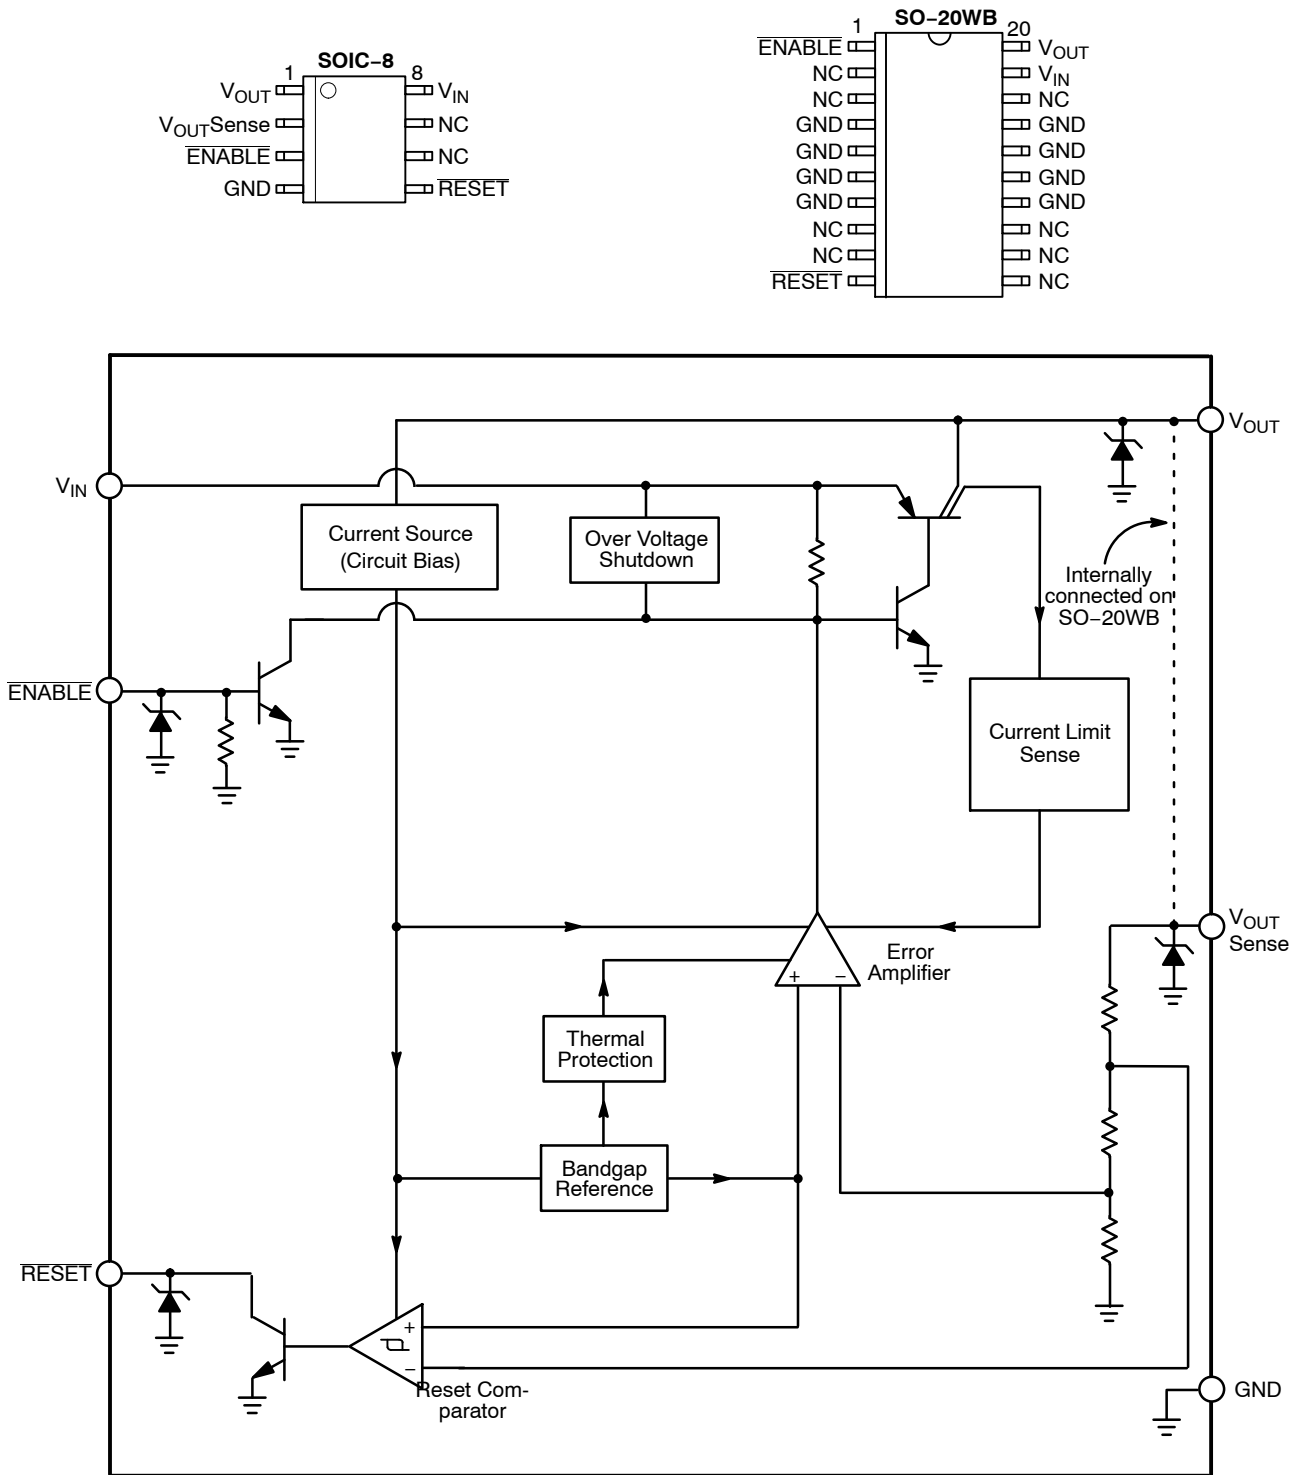 SOIC–8
1 8
VOUT VIN
VOUTSense NC
ENABLE NC
GND RESET
SO–20WB
1 20
ENABLE VOUT
NC VIN
NC NC
GND GND
GND GND
GND GND
GND GND
NC NC
NC NC
RESET NC
VOUT
VIN
Current Source
(Circuit Bias)
Over Voltage
Shutdown
Internally
connected on
SO–20WB
ENABLE
Current Limit
Sense
VOUT
Sense
Error
Amplifier
+ –
Thermal
Protection
Bandgap
Reference
RESET
+
–
Reset Com-
parator
GND